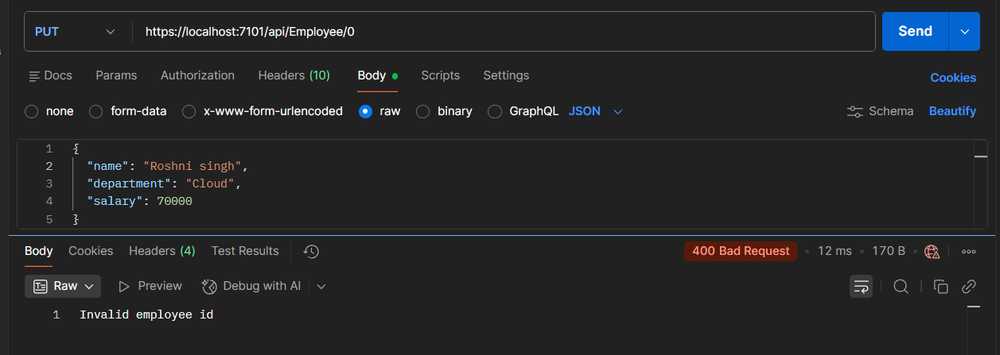 PUT https://localhost:7101/api/Employee/0 Send
Docs Params Authorization Headers (10) Body Scripts Settings Cookies
none form-data x-www-form-urlencoded raw binary GraphQL JSON Schema Beautify
1 {
2 "name": "Roshni singh",
3 "department": "Cloud",
4 "salary": 70000
5 }
Body Cookies Headers (4) Test Results 400 Bad Request • 12 ms • 170 B •
Raw Preview Debug with AI
1 Invalid employee id